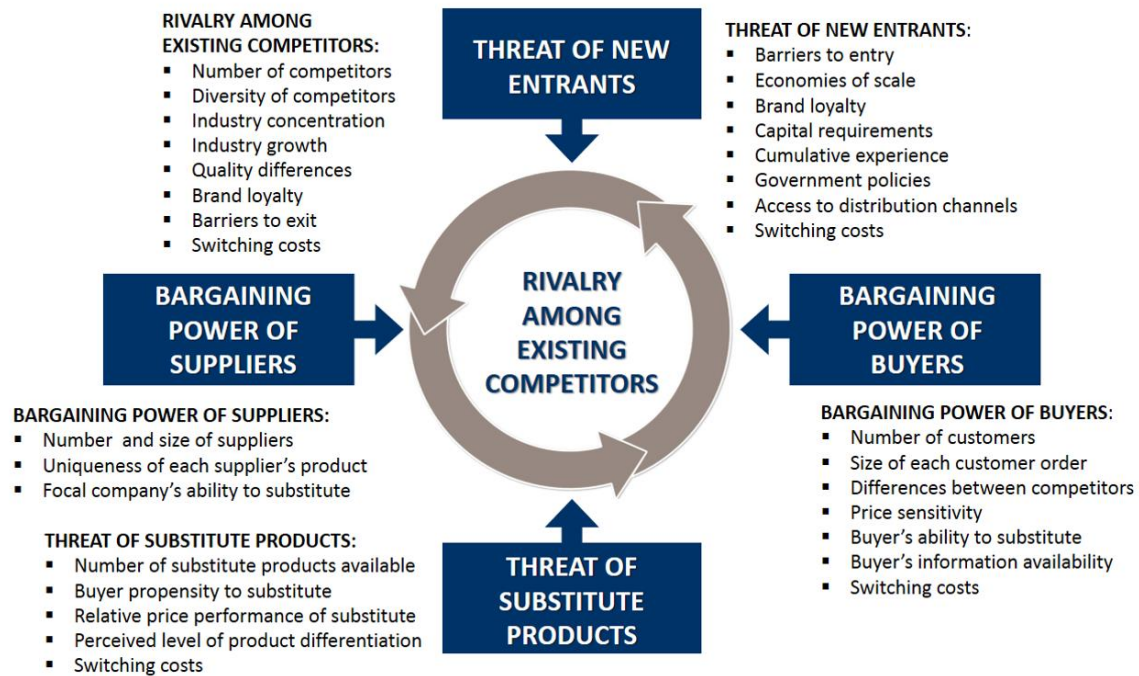 RIVALRY AMONG
EXISTING COMPETITORS:
▪ Number of competitors
▪ Diversity of competitors
▪ Industry concentration
▪ Industry growth
▪ Quality differences
▪ Brand loyalty
▪ Barriers to exit
▪ Switching costs
THREAT OF NEW
ENTRANTS
THREAT OF NEW ENTRANTS:
▪ Barriers to entry
▪ Economies of scale
▪ Brand loyalty
▪ Capital requirements
▪ Cumulative experience
▪ Government policies
▪ Access to distribution channels
▪ Switching costs
BARGAINING
POWER OF
SUPPLIERS
RIVALRY
AMONG
EXISTING
COMPETITORS
BARGAINING
POWER OF
BUYERS
BARGAINING POWER OF SUPPLIERS:
▪ Number and size of suppliers
▪ Uniqueness of each supplier’s product
▪ Focal company’s ability to substitute
BARGAINING POWER OF BUYERS:
▪ Number of customers
▪ Size of each customer order
▪ Differences between competitors
▪ Price sensitivity
▪ Buyer’s ability to substitute
▪ Buyer’s information availability
▪ Switching costs
THREAT OF SUBSTITUTE PRODUCTS:
▪ Number of substitute products available
▪ Buyer propensity to substitute
▪ Relative price performance of substitute
▪ Perceived level of product differentiation
▪ Switching costs
THREAT OF
SUBSTITUTE
PRODUCTS